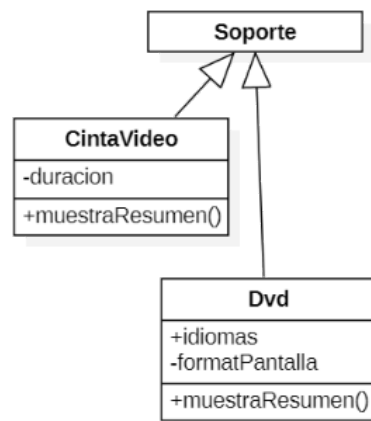 Soporte
CintaVideo
-duracion
+muestraResumen()
Dvd
+idiomas
-formatPantalla
+muestraResumen()